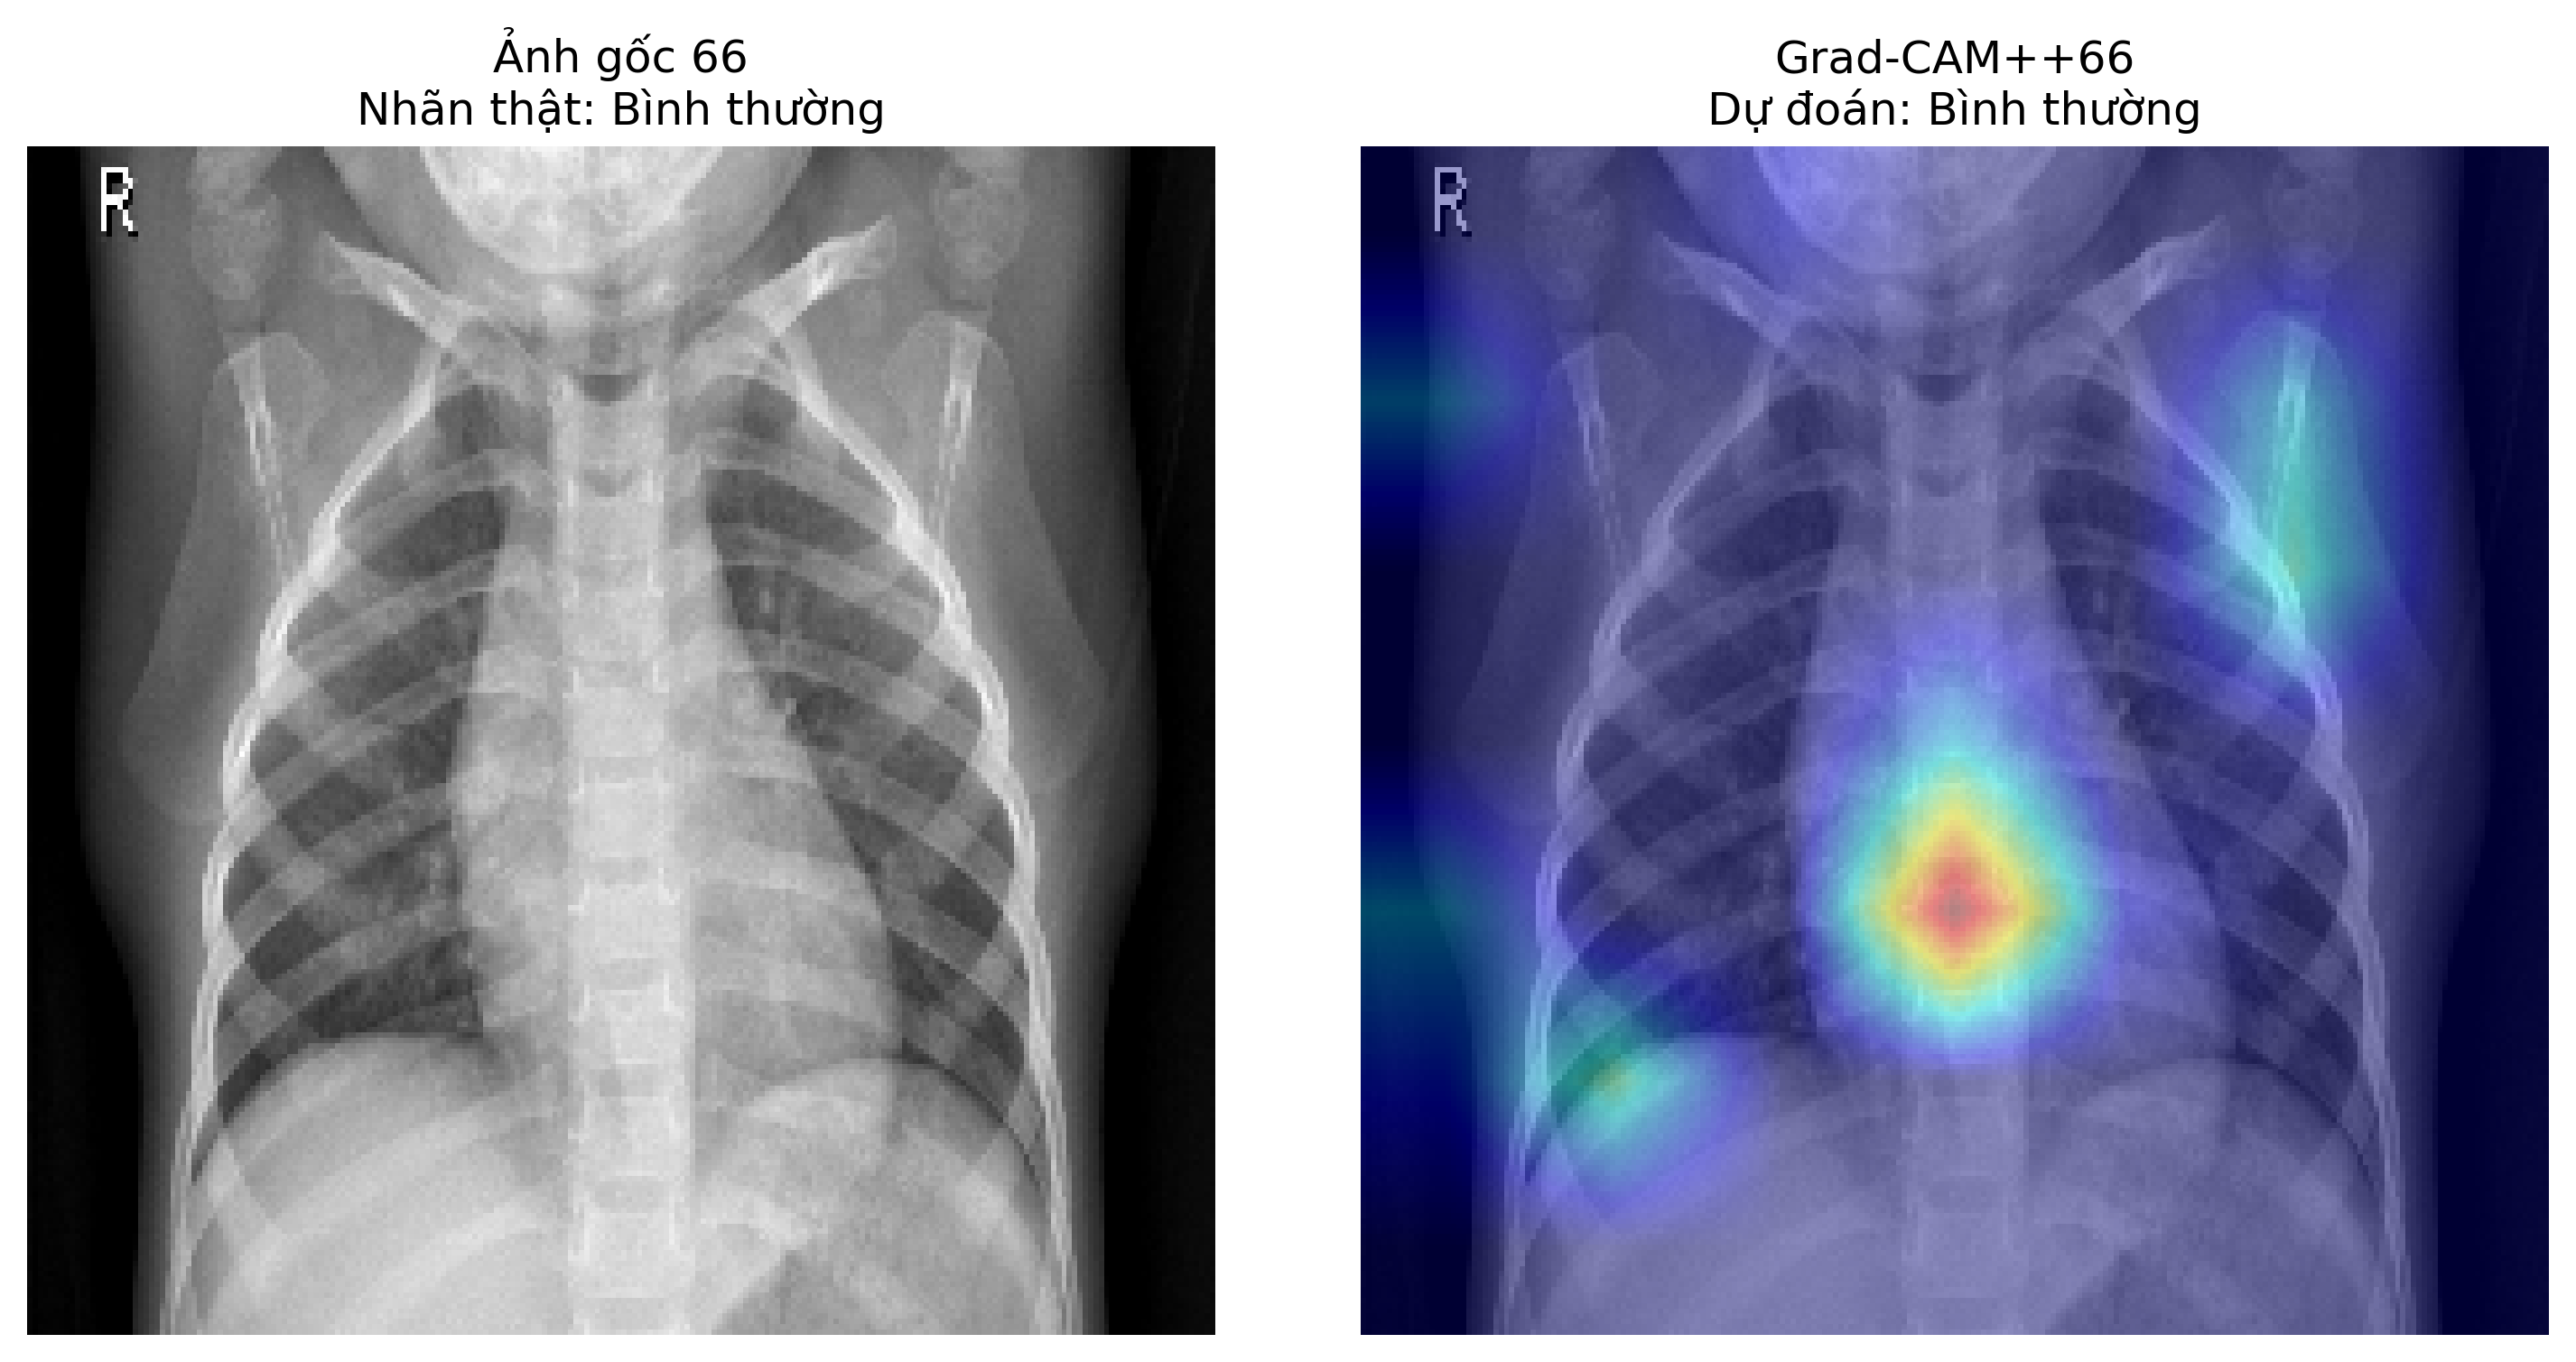 Ảnh gốc 66
Nhãn thật: Bình thường
R
Grad-CAM++66
Dự đoán: Bình thường
R